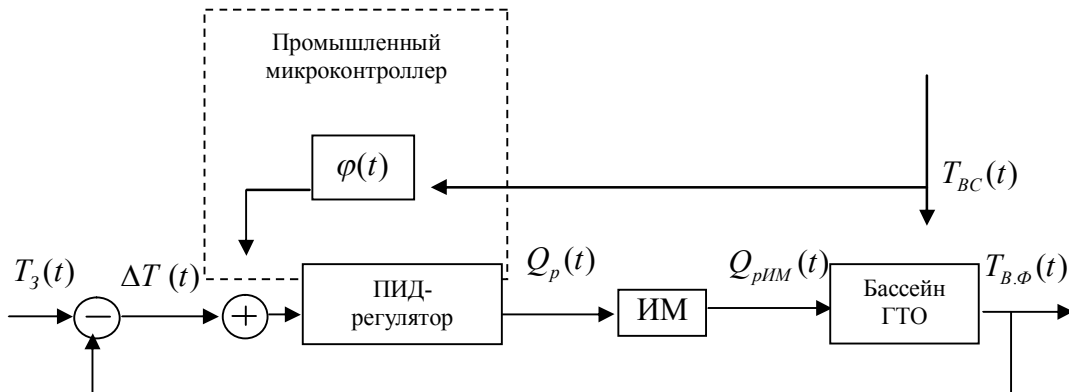 Промышленный
микроконтроллер
φ(t)
T_BC(t)
T_З(t)
ΔT (t)
Q_p(t)
Q_pИМ(t)
T_В.Ф(t)
−
+
ПИД-
регулятор
ИМ
Бассейн
ГТО